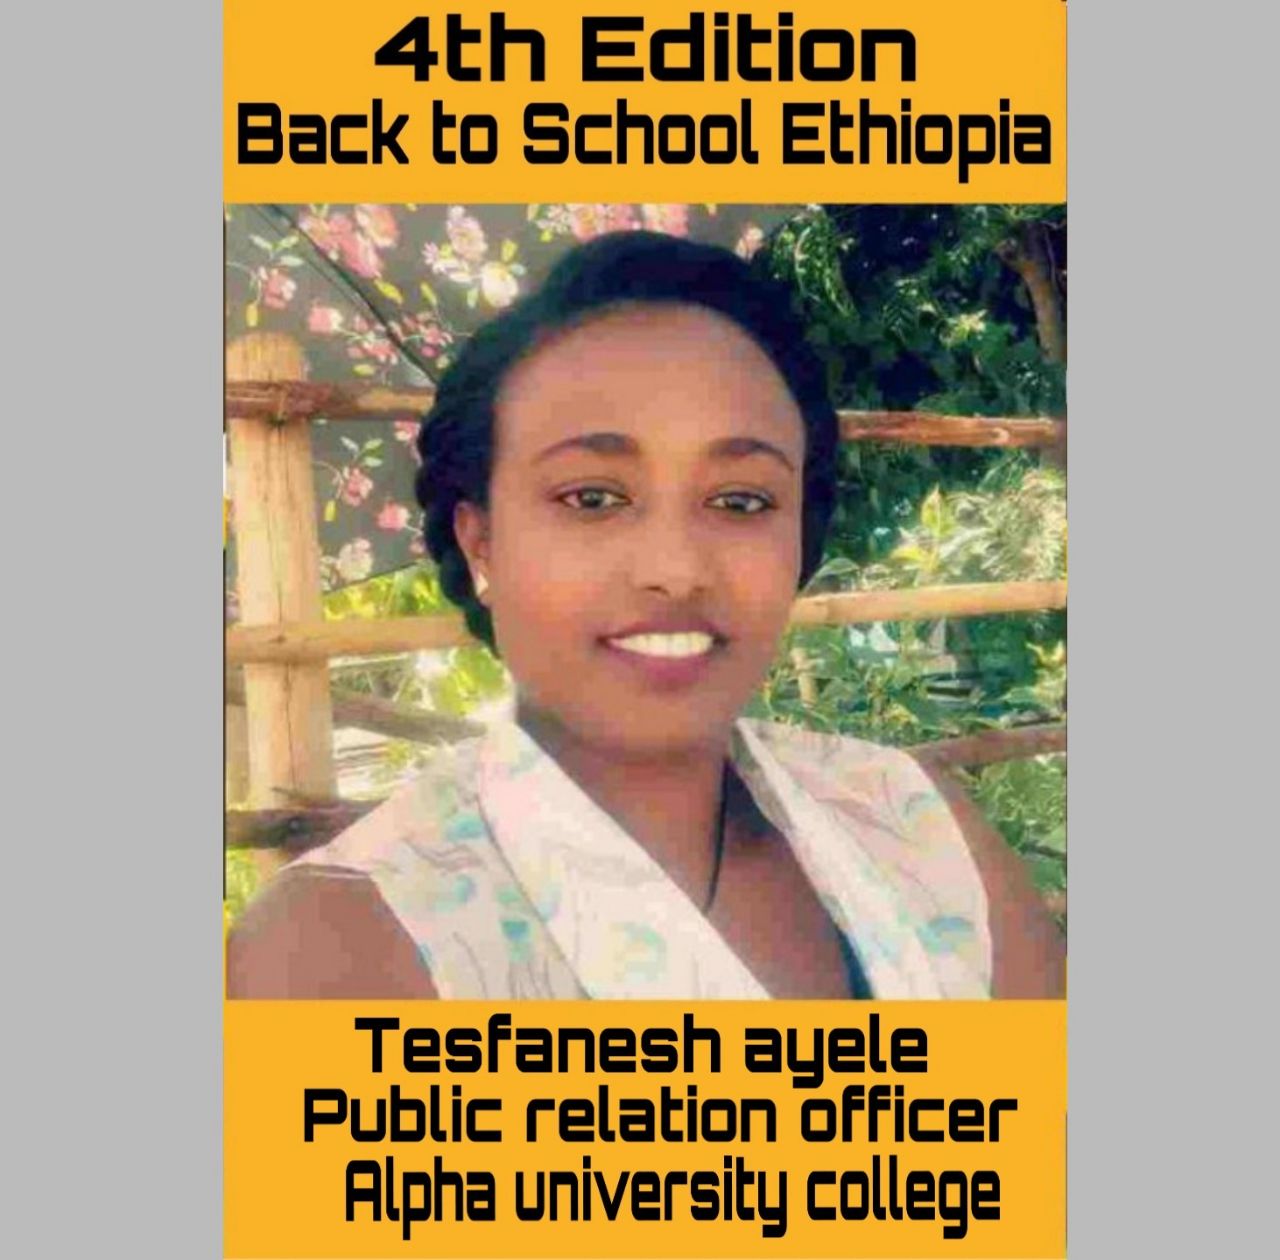 4th Edition
Back to School Ethiopia
Tesfanesh ayele
Public relation officer
Alpha university college